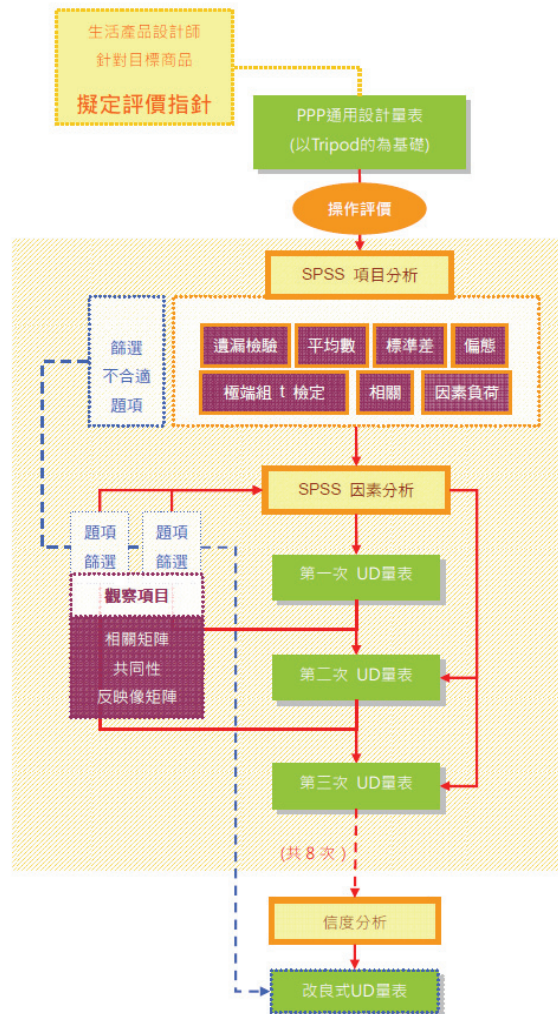 生活產品設計師
針對目標商品
擬定評價指針
PPP通用設計量表
(以Tripod的為基礎)
操作評價
SPSS 項目分析
篩選
不合適
題項
遺漏檢驗
平均數
標準差
偏態
極端組 t 檢定
相關
因素負荷
SPSS 因素分析
題項
篩選
題項
篩選
觀察項目
相關矩陣
共同性
反映像矩陣
第一次 UD量表
第二次 UD量表
第三次 UD量表
(共 8 次 )
信度分析
改良式UD量表